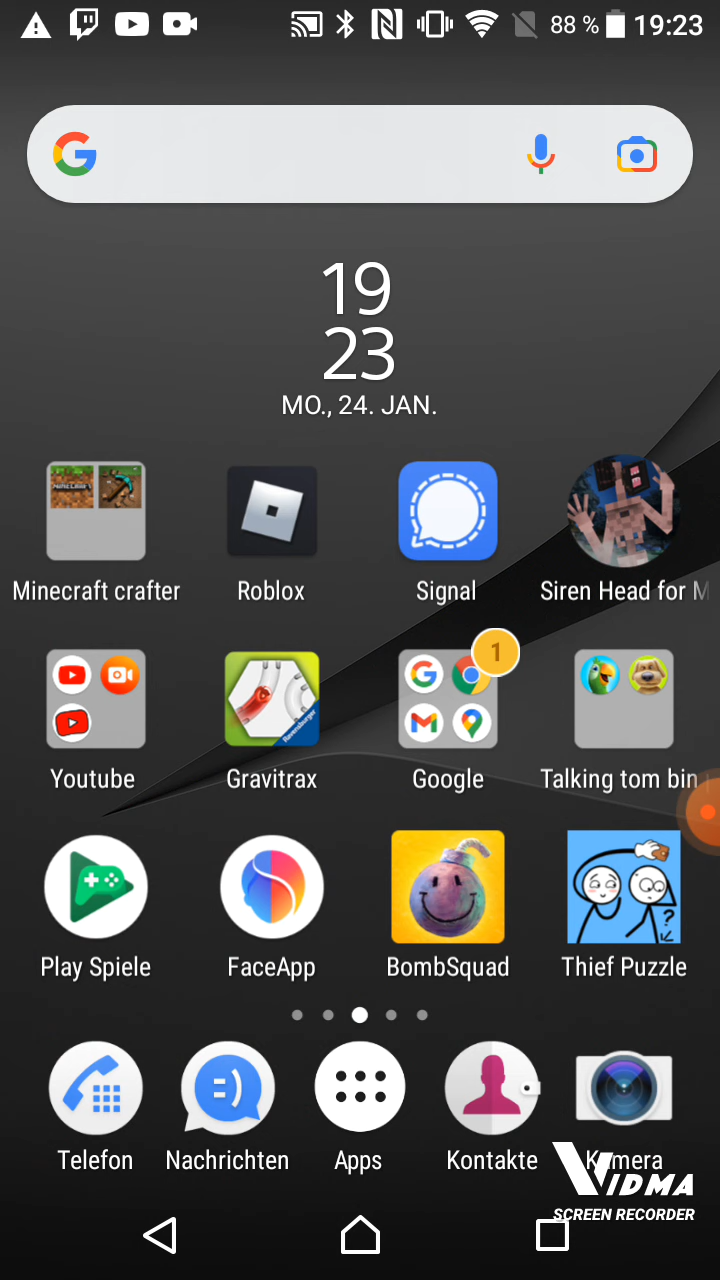 88 % 19:23
19
23
MO., 24. JAN.
Minecraft crafter
Roblox
Signal
Siren Head for M
Youtube
Gravitrax
1
Google
Talking tom bin
Play Spiele
FaceApp
BombSquad
Thief Puzzle
Telefon
Nachrichten
Apps
Kontakte
Kamera
VIDMA
SCREEN RECORDER